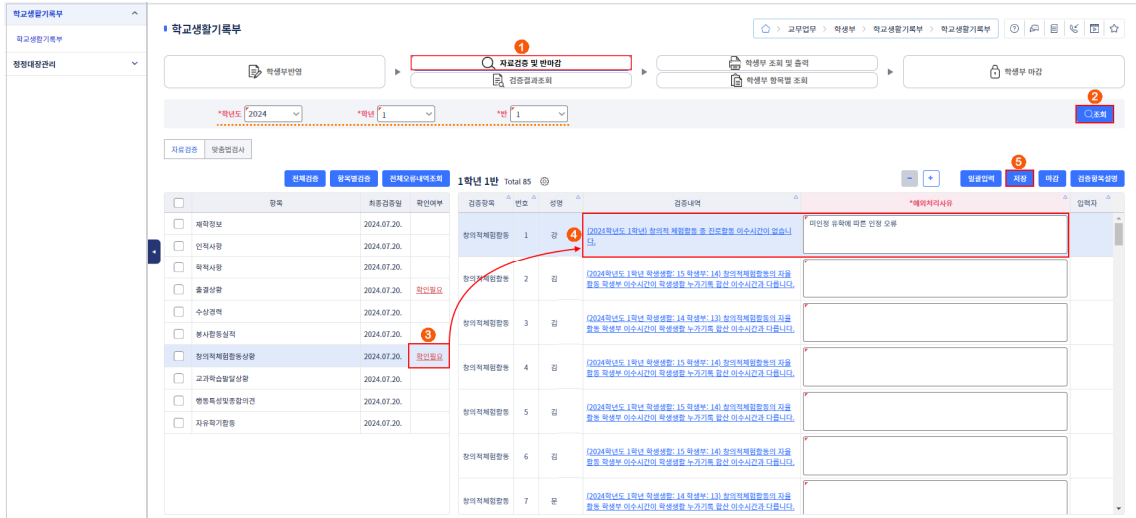 학교생활기록부
학교생활기록부
정정대장관리
학교생활기록부
교무업무 > 학생부 > 학교생활기록부 > 학교생활기록부
1
학생부반영
자료검증 및 반마감
검증결과조회
학생부 조회 및 출력
학생부 항목별 조회
학생부 마감
2
*학년도 2024 *학년 1 *반 1
조회
자료검증 맞춤법검사
5
전체검증 항목별검증 전체오류내역조회
1학년 1반 Total 85
일괄입력 저장 마감 검증항목설명
항목 최종검증일 확인여부
재학정보 2024.07.20.
인적사항 2024.07.20.
학적사항 2024.07.20.
출결상황 2024.07.20. 확인필요
수상경력 2024.07.20.
봉사활동실적 2024.07.20.
3
창의적체험활동상황 2024.07.20. 확인필요
교과학습발달상황 2024.07.20.
행동특성및종합의견 2024.07.20.
자유학기활동 2024.07.20.
검증항목 번호 성명 검증내역 *예외처리사유 입력자
4
창의적체험활동 1 강 (2024학년도 1학년) 창의적 체험활동 중 진로활동 이수시간이 없습니다. 미인정 유학에 따른 인정 오류
창의적체험활동 2 김 (2024학년도 1학년 학생생활: 15 학생부: 14) 창의적체험활동의 자율
활동 학생부 이수시간이 학생생활 누가기록 합산 이수시간과 다릅니다.
창의적체험활동 3 김 (2024학년도 1학년 학생생활: 14 학생부: 13) 창의적체험활동의 자율
활동 학생부 이수시간이 학생생활 누가기록 합산 이수시간과 다릅니다.
창의적체험활동 4 김 (2024학년도 1학년 학생생활: 15 학생부: 14) 창의적체험활동의 자율
활동 학생부 이수시간이 학생생활 누가기록 합산 이수시간과 다릅니다.
창의적체험활동 5 김 (2024학년도 1학년 학생생활: 15 학생부: 14) 창의적체험활동의 자율
활동 학생부 이수시간이 학생생활 누가기록 합산 이수시간과 다릅니다.
창의적체험활동 6 김 (2024학년도 1학년 학생생활: 15 학생부: 14) 창의적체험활동의 자율
활동 학생부 이수시간이 학생생활 누가기록 합산 이수시간과 다릅니다.
창의적체험활동 7 문 (2024학년도 1학년 학생생활: 14 학생부: 13) 창의적체험활동의 자율
활동 학생부 이수시간이 학생생활 누가기록 합산 이수시간과 다릅니다.